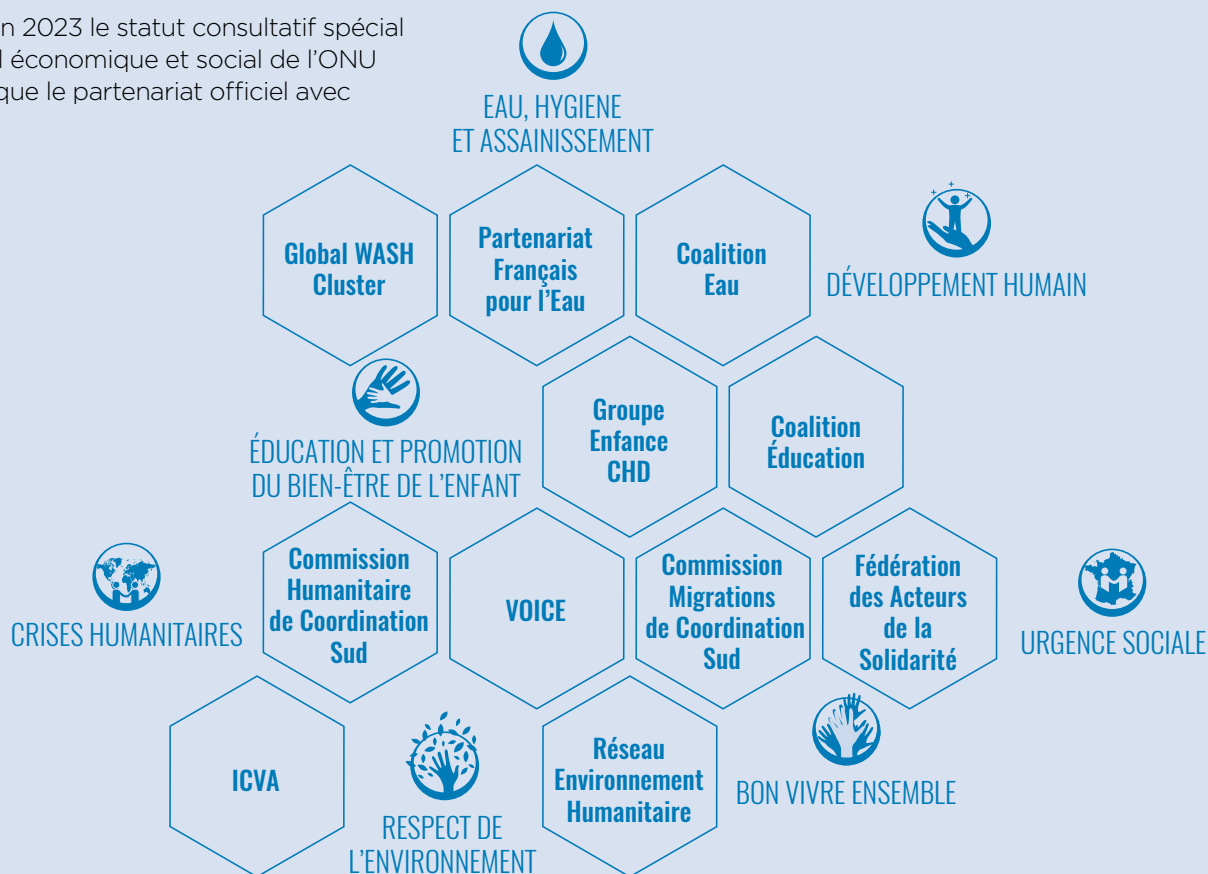 n 2023 le statut consultatif spécial
l économique et social de l'ONU
que le partenariat officiel avec
EAU, HYGIENE
ET ASSAINISSEMENT
Global WASH
Cluster
Partenariat
Français
pour l'Eau
Coalition
Eau
DÉVELOPPEMENT HUMAIN
ÉDUCATION ET PROMOTION
DU BIEN-ÊTRE DE L'ENFANT
Groupe
Enfance
CHD
Coalition
Éducation
CRISES HUMANITAIRES
Commission
Humanitaire
de Coordination
Sud
VOICE
Commission
Migrations
de Coordination
Sud
Fédération
des Acteurs
de la
Solidarité
URGENCE SOCIALE
ICVA
RESPECT DE
L'ENVIRONNEMENT
Réseau
Environnement
Humanitaire
BON VIVRE ENSEMBLE